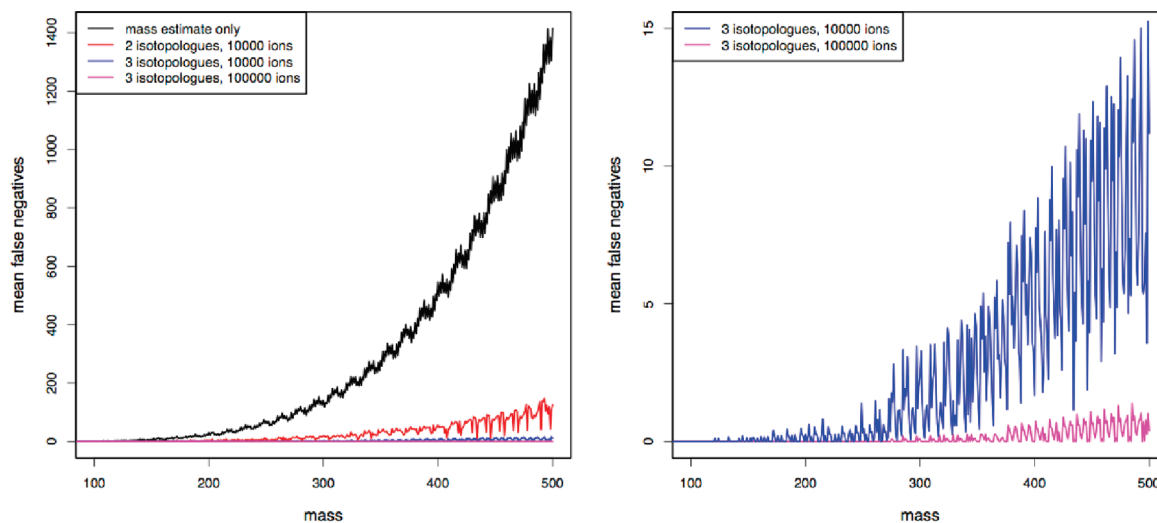 mass estimate only
2 isotopologues, 10000 ions
3 isotopologues, 10000 ions
3 isotopologues, 100000 ions
mean false negatives
1400
1200
1000
800
600
400
200
0
100
200
300
400
500
mass
3 isotopologues, 10000 ions
3 isotopologues, 100000 ions
mean false negatives
15
10
5
0
100
200
300
400
500
mass